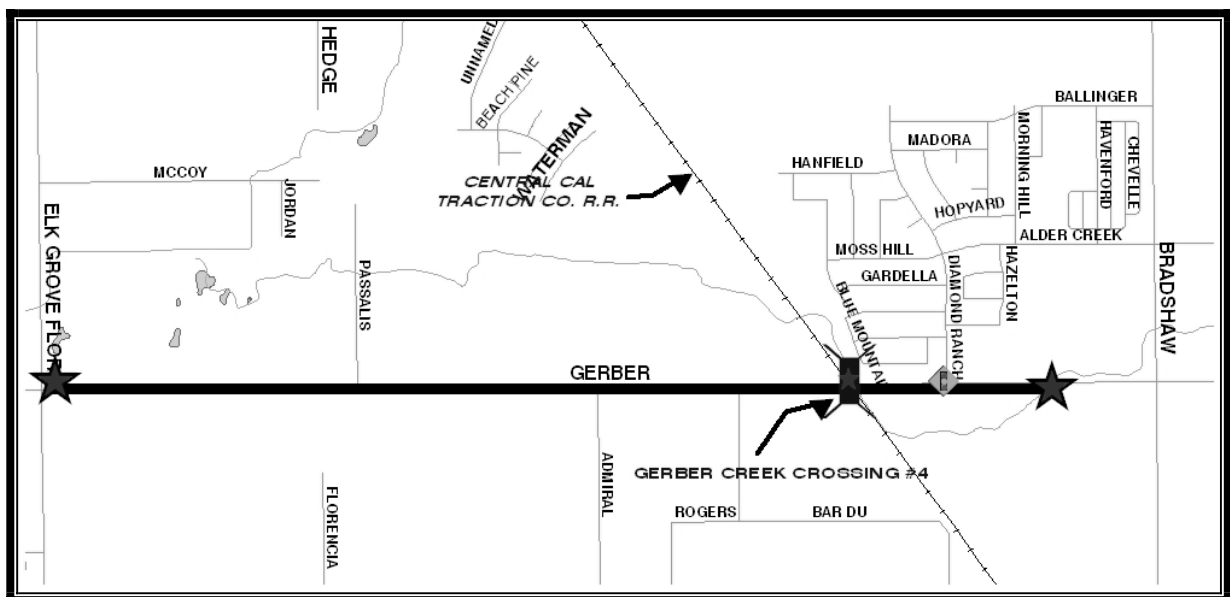 HEDGE
UNNAMED
BEACH PINE
WATERMAN
BALLINGER
MADORA
MORNING HILL
HAVENFORD
CHEVELLE
HANFIELD
MCCOY
CENTRAL CAL
TRACTION CO. R.R.
JORDAN
HOPYARD
ELK GROVE FLOR
MOSS HILL
ALDER CREEK
PASSALIS
GARDELLA
DIAMOND RANCH
HAZELTON
BRADSHAW
BLUE MOUNTAI
GERBER
GERBER CREEK CROSSING #4
ADMIRAL
FLORENCIA
ROGERS
BAR DU